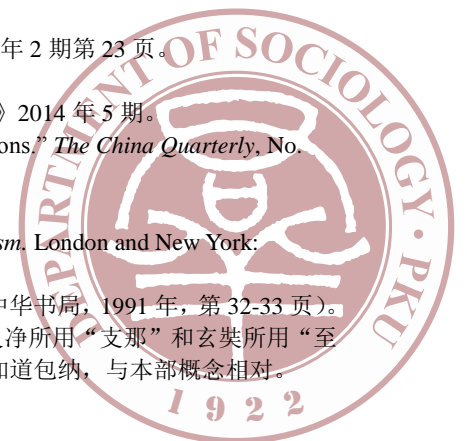 年 2 期第 23 页。
》2014 年 5 期。
ons.” The China Quarterly, No.
sm. London and New York:
中华书局，1991 年，第 32-33 页）。
净所用“支那”和玄奘所用“至
知道包纳，与本部概念相对。
DEPARTMENT OF SOCIOLOGY · PKU
1922